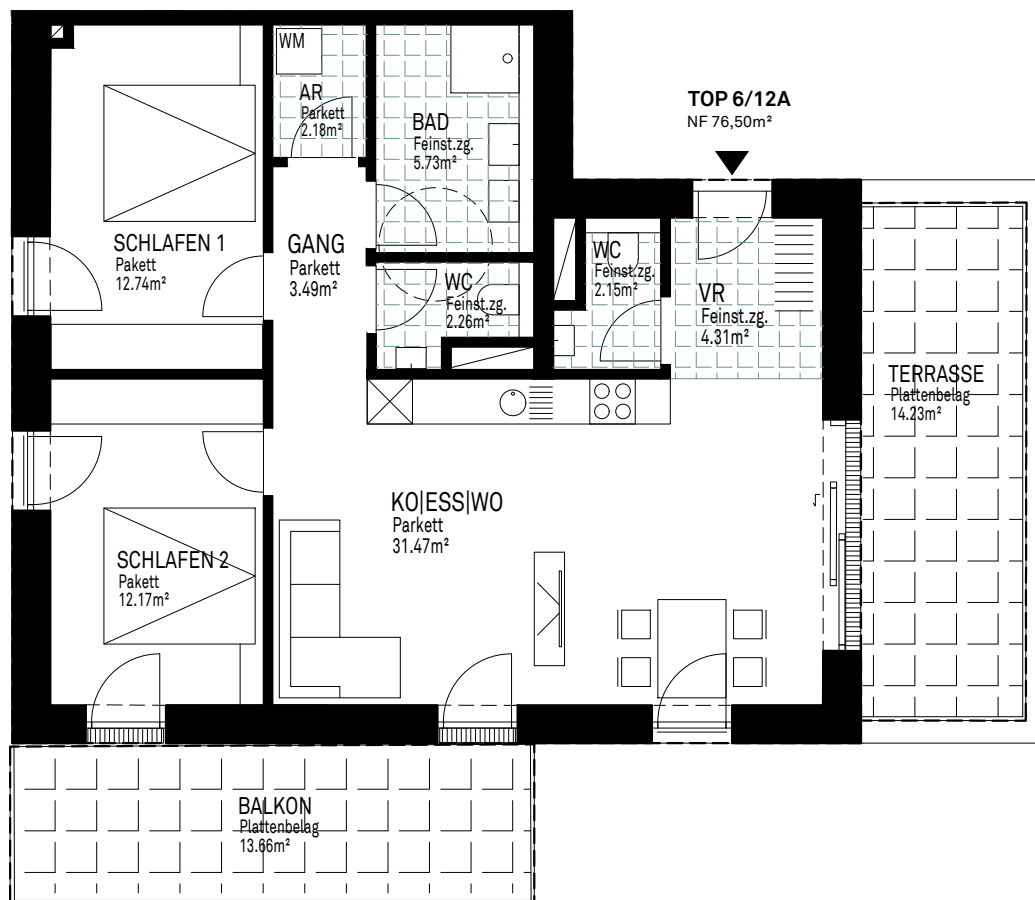 WM
AR
Parkett
2.18m²
BAD
Feinst.zg.
5.73m²
TOP 6/12A
NF 76,50m²
SCHLAFEN 1
Pakett
12.74m²
GANG
Parkett
3.49m²
WC
Feinst.zg.
2.26m²
WC
Feinst.zg.
2.15m²
VR
Feinst.zg.
4.31m²
TERRASSE
Plattenbelag
14.23m²
KO|ESS|WO
Parkett
31.47m²
SCHLAFEN 2
Pakett
12.17m²
BALKON
Plattenbelag
13.66m²